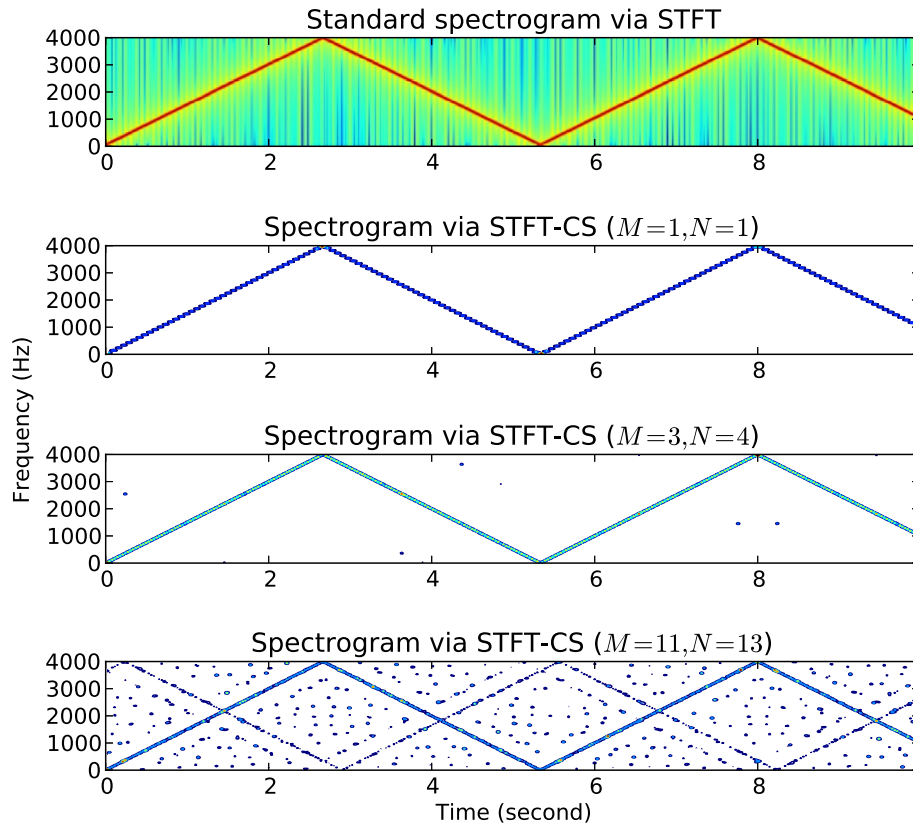 Standard spectrogram via STFT
4000
3000
2000
1000
0
0 2 4 6 8
Spectrogram via STFT-CS (M=1,N=1)
4000
3000
2000
1000
0
0 2 4 6 8
Frequency (Hz)
Spectrogram via STFT-CS (M=3,N=4)
4000
3000
2000
1000
0
0 2 4 6 8
Spectrogram via STFT-CS (M=11,N=13)
4000
3000
2000
1000
0
0 2 4 6 8
Time (second)